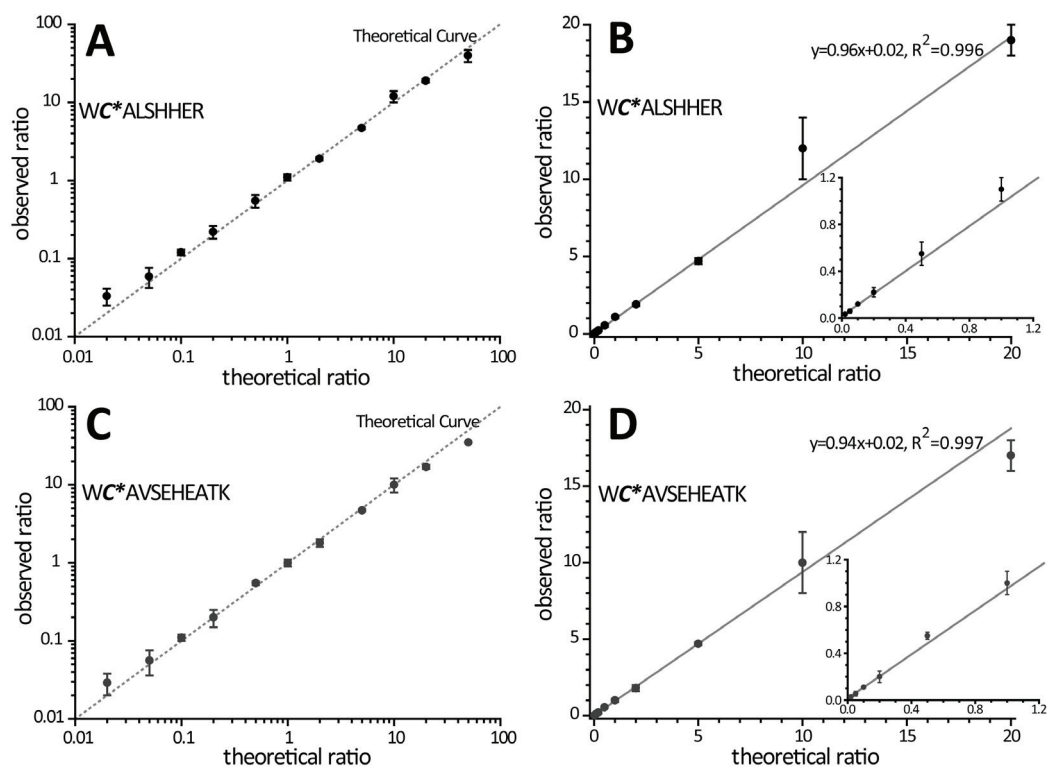 A
Theoretical Curve
WC*ALSHHER
observed ratio
100
10
1
0.1
0.01
0.01
0.1
1
10
100
theoretical ratio
B
y=0.96x+0.02, R²=0.996
WC*ALSHHER
observed ratio
20
15
10
5
0
0
5
10
15
20
theoretical ratio
1.2
0.8
0.4
0.0
0.0
0.4
0.8
1.2
C
Theoretical Curve
WC*AVSEHEATK
observed ratio
100
10
1
0.1
0.01
0.01
0.1
1
10
100
theoretical ratio
D
y=0.94x+0.02, R²=0.997
WC*AVSEHEATK
observed ratio
20
15
10
5
0
0
5
10
15
20
theoretical ratio
1.2
0.8
0.4
0.0
0.0
0.4
0.8
1.2